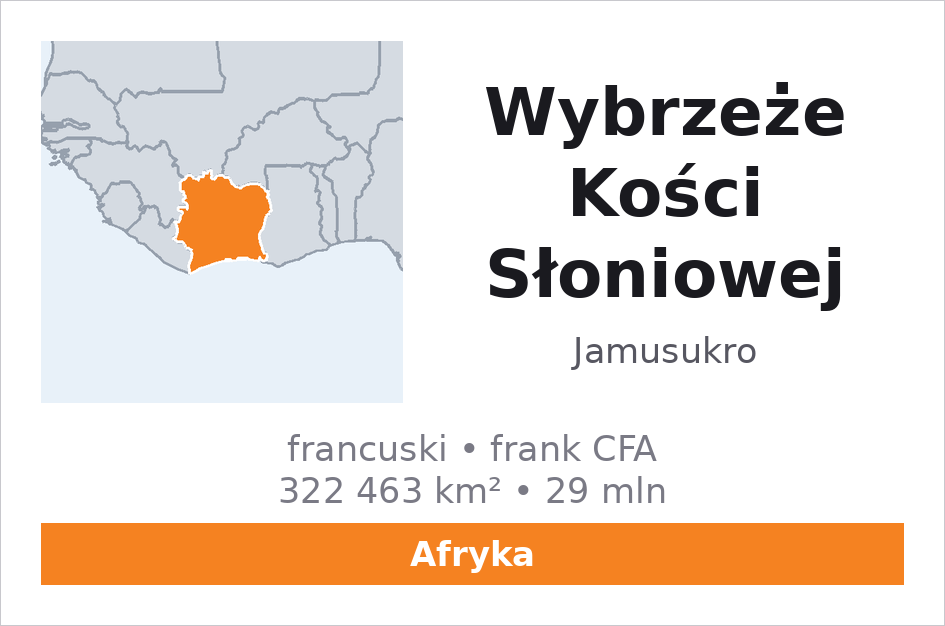 Wybrzeże
Kości
Słoniowej
Jamusukro
francuski • frank CFA
322 463 km² • 29 mln
Afryka